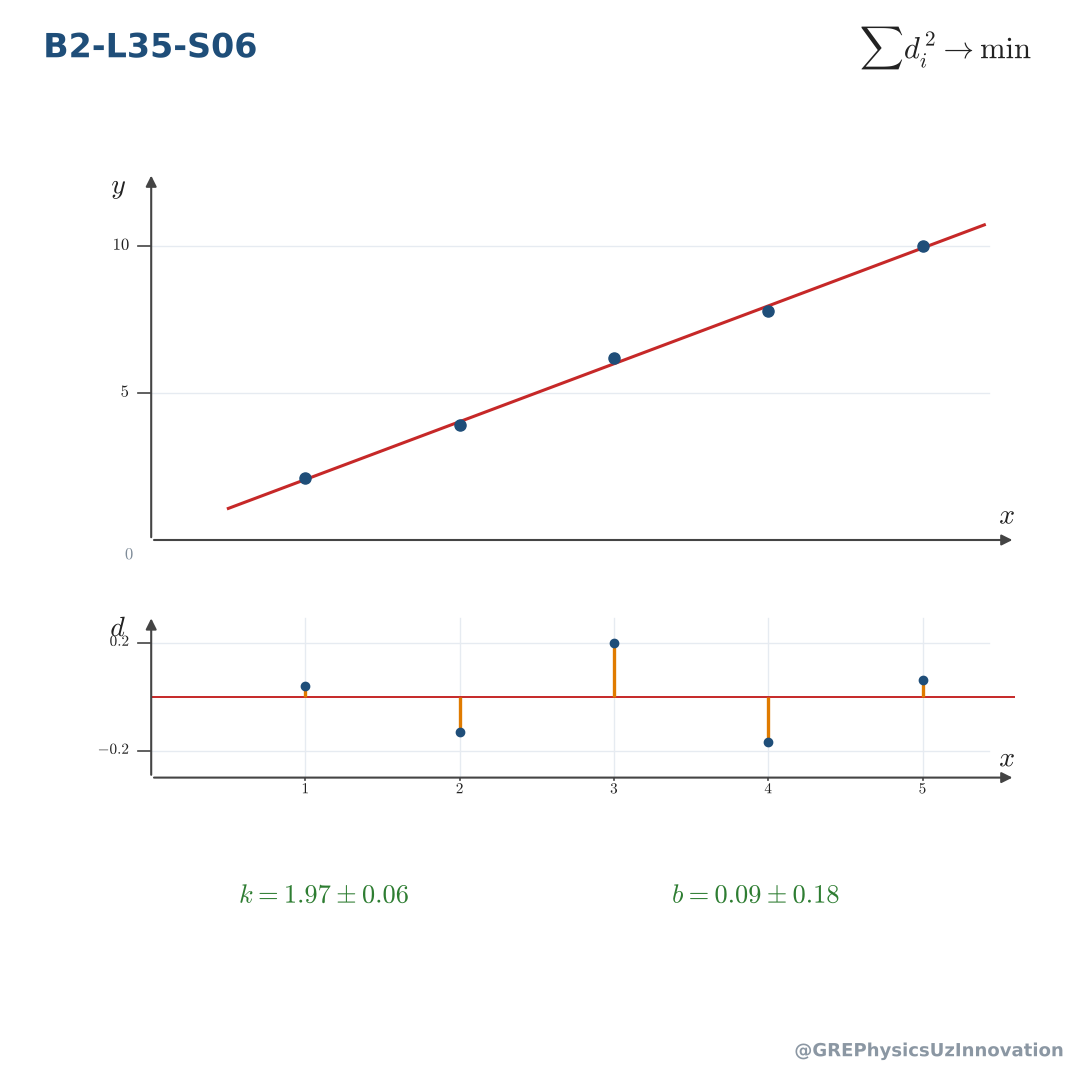 B2-L35-S06
∑ d_i^2 → min
y
10
5
x
0
d
0.2
−0.2
x
1 2 3 4 5
k = 1.97 ± 0.06
b = 0.09 ± 0.18
@GREPhysicsUzInnovation